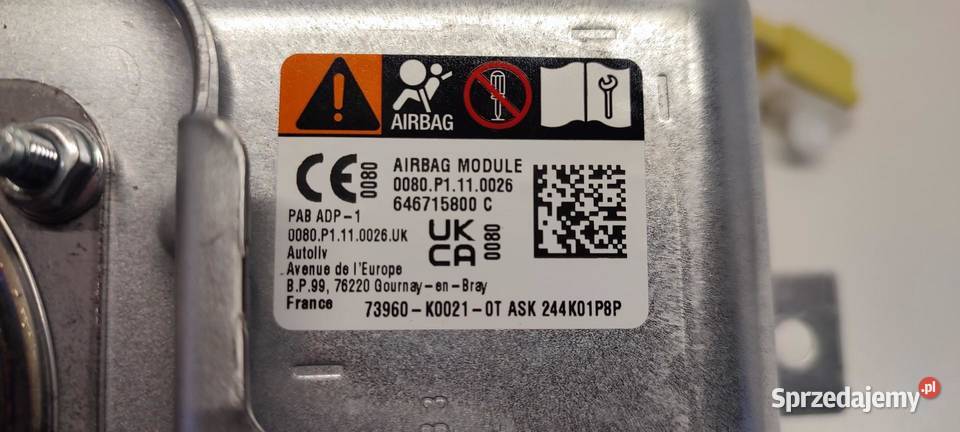 AIRBAG
CE 0080
AIRBAG MODULE
0080.P1.11.0026
646715800 C
PAB ADP-1
0080.P1.11.0026.UK
UK
CA 0080
Autoliv
Avenue de l'Europe
B.P.99, 76220 Gournay-en-Bray
France
73960-K0021-0T ASK 244K01P8P
Sprzedajemy.pl